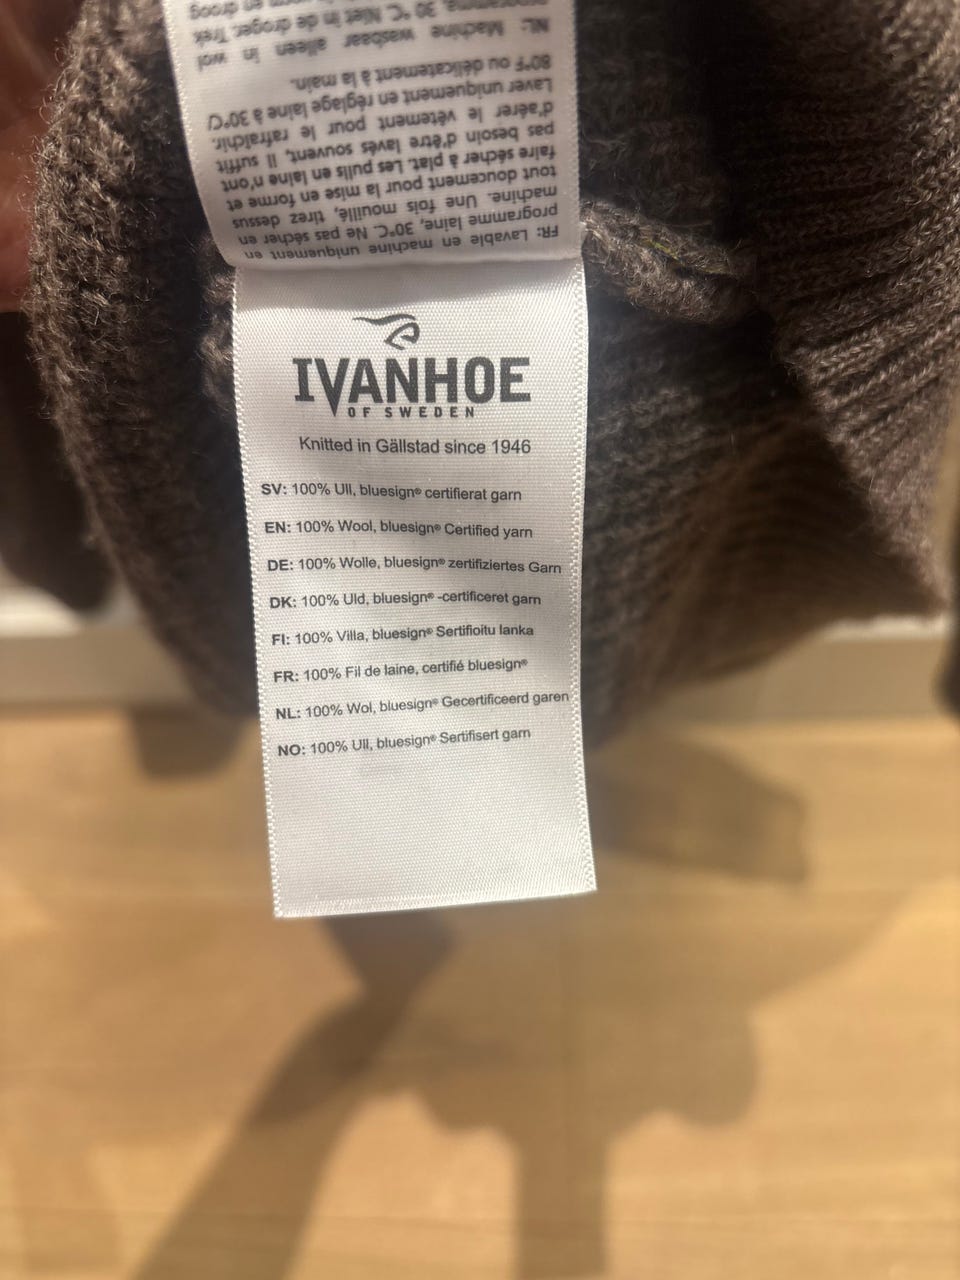 FR: Lavable en machine uniquement en
programme laine, 30°C. Ne pas sécher en
machine. Une fois mouillé, tirez dessus
tout doucement pour la mise en forme et
faire sécher à plat. Les pulls en laine n'ont
pas besoin d'être lavés souvent, Il suffit
d'aérer le vêtement pour le rafraîchir.
Laver uniquement en réglage laine à 30°C/
80°F ou délicatement à la main.
NL: Machine wasbaar alleen in wol
programma, 30 °C. Niet in de droger. Trek
en droog
IVANHOE
OF SWEDEN
Knitted in Gällstad since 1946
SV: 100% Ull, bluesign® certifierat garn
EN: 100% Wool, bluesign® Certified yarn
DE: 100% Wolle, bluesign® zertifiziertes Garn
DK: 100% Uld, bluesign® -certificeret garn
FI: 100% Villa, bluesign® Sertifioitu lanka
FR: 100% Fil de laine, certifié bluesign®
NL: 100% Wol, bluesign® Gecertificeerd garen
NO: 100% Ull, bluesign® Sertifisert garn